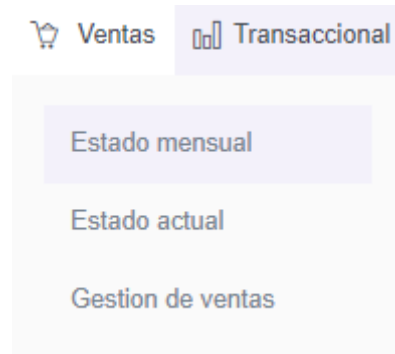 Ventas Transaccional
Estado mensual
Estado actual
Gestion de ventas